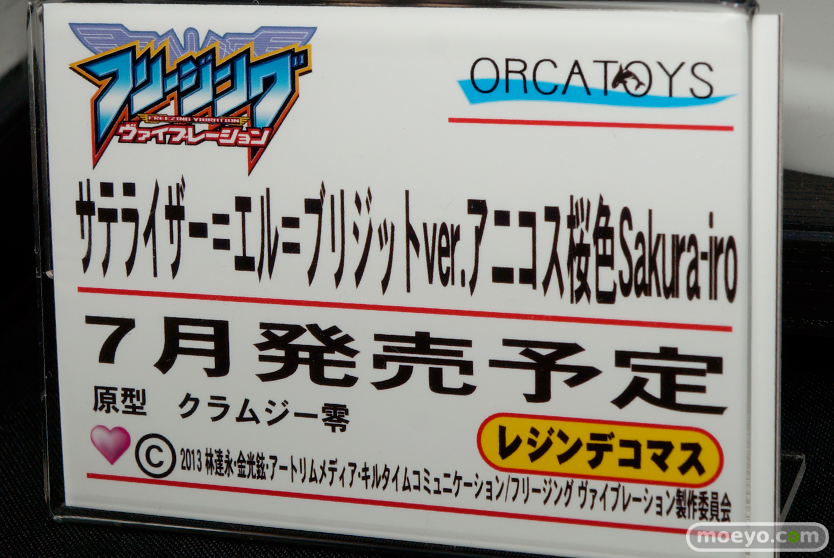 フリージング
FREEZING VIBRATION
ヴァイブレーション
ORCATOYS
サテライザー=エル=ブリジットver.アニコス桜色Sakura-iro
7月発売予定
原型 クラムジー零
レジンデコマス
©2013 林達永・金光鉉・アートリムメディア・キルタイムコミュニケーション/フリージング ヴァイブレーション製作委員会
moeyo.com